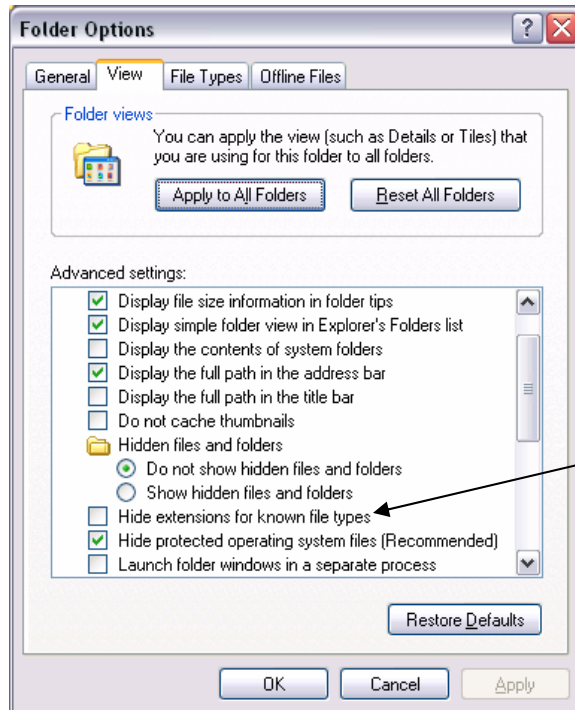 Folder Options
General View File Types Offline Files
Folder views
You can apply the view (such as Details or Tiles) that
you are using for this folder to all folders.
Apply to All Folders Reset All Folders
Advanced settings:
Display file size information in folder tips
Display simple folder view in Explorer's Folders list
Display the contents of system folders
Display the full path in the address bar
Display the full path in the title bar
Do not cache thumbnails
Hidden files and folders
Do not show hidden files and folders
Show hidden files and folders
Hide extensions for known file types
Hide protected operating system files (Recommended)
Launch folder windows in a separate process
Restore Defaults
OK Cancel Apply